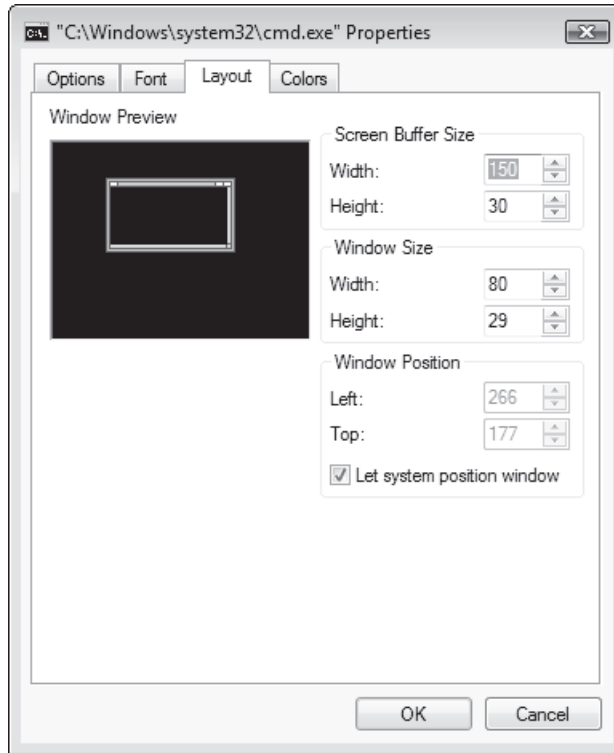 "C:\Windows\system32\cmd.exe" Properties
Options Font Layout Colors
Window Preview
Screen Buffer Size
Width: 150
Height: 30
Window Size
Width: 80
Height: 29
Window Position
Left: 266
Top: 177
Let system position window
OK Cancel